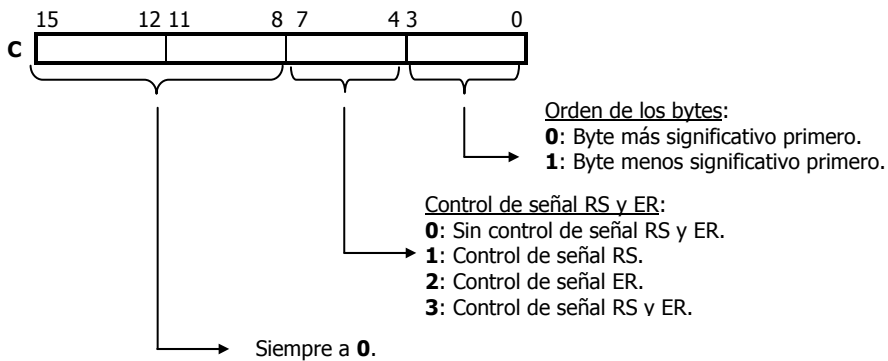 15 12 11 8 7 4 3 0
C
Orden de los bytes:
0: Byte más significativo primero.
1: Byte menos significativo primero.
Control de señal RS y ER:
0: Sin control de señal RS y ER.
1: Control de señal RS.
2: Control de señal ER.
3: Control de señal RS y ER.
Siempre a 0.